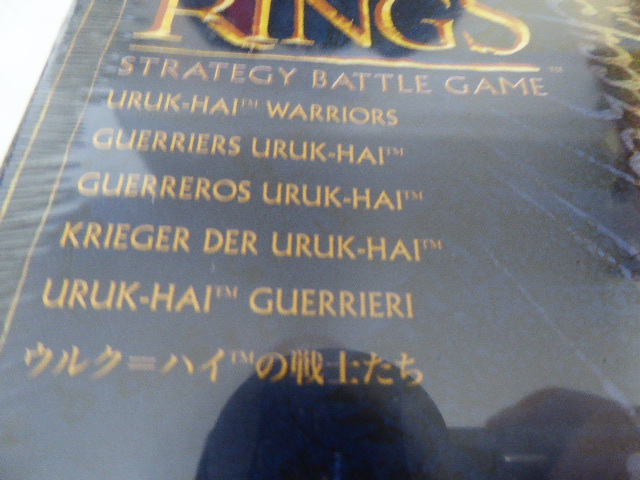 RINGS
STRATEGY BATTLE GAME™
URUK-HAI™ WARRIORS
GUERRIERS URUK-HAI™
GUERREROS URUK-HAI™
KRIEGER DER URUK-HAI™
URUK-HAI™ GUERRIERI
ウルク＝ハイ™の戦士たち